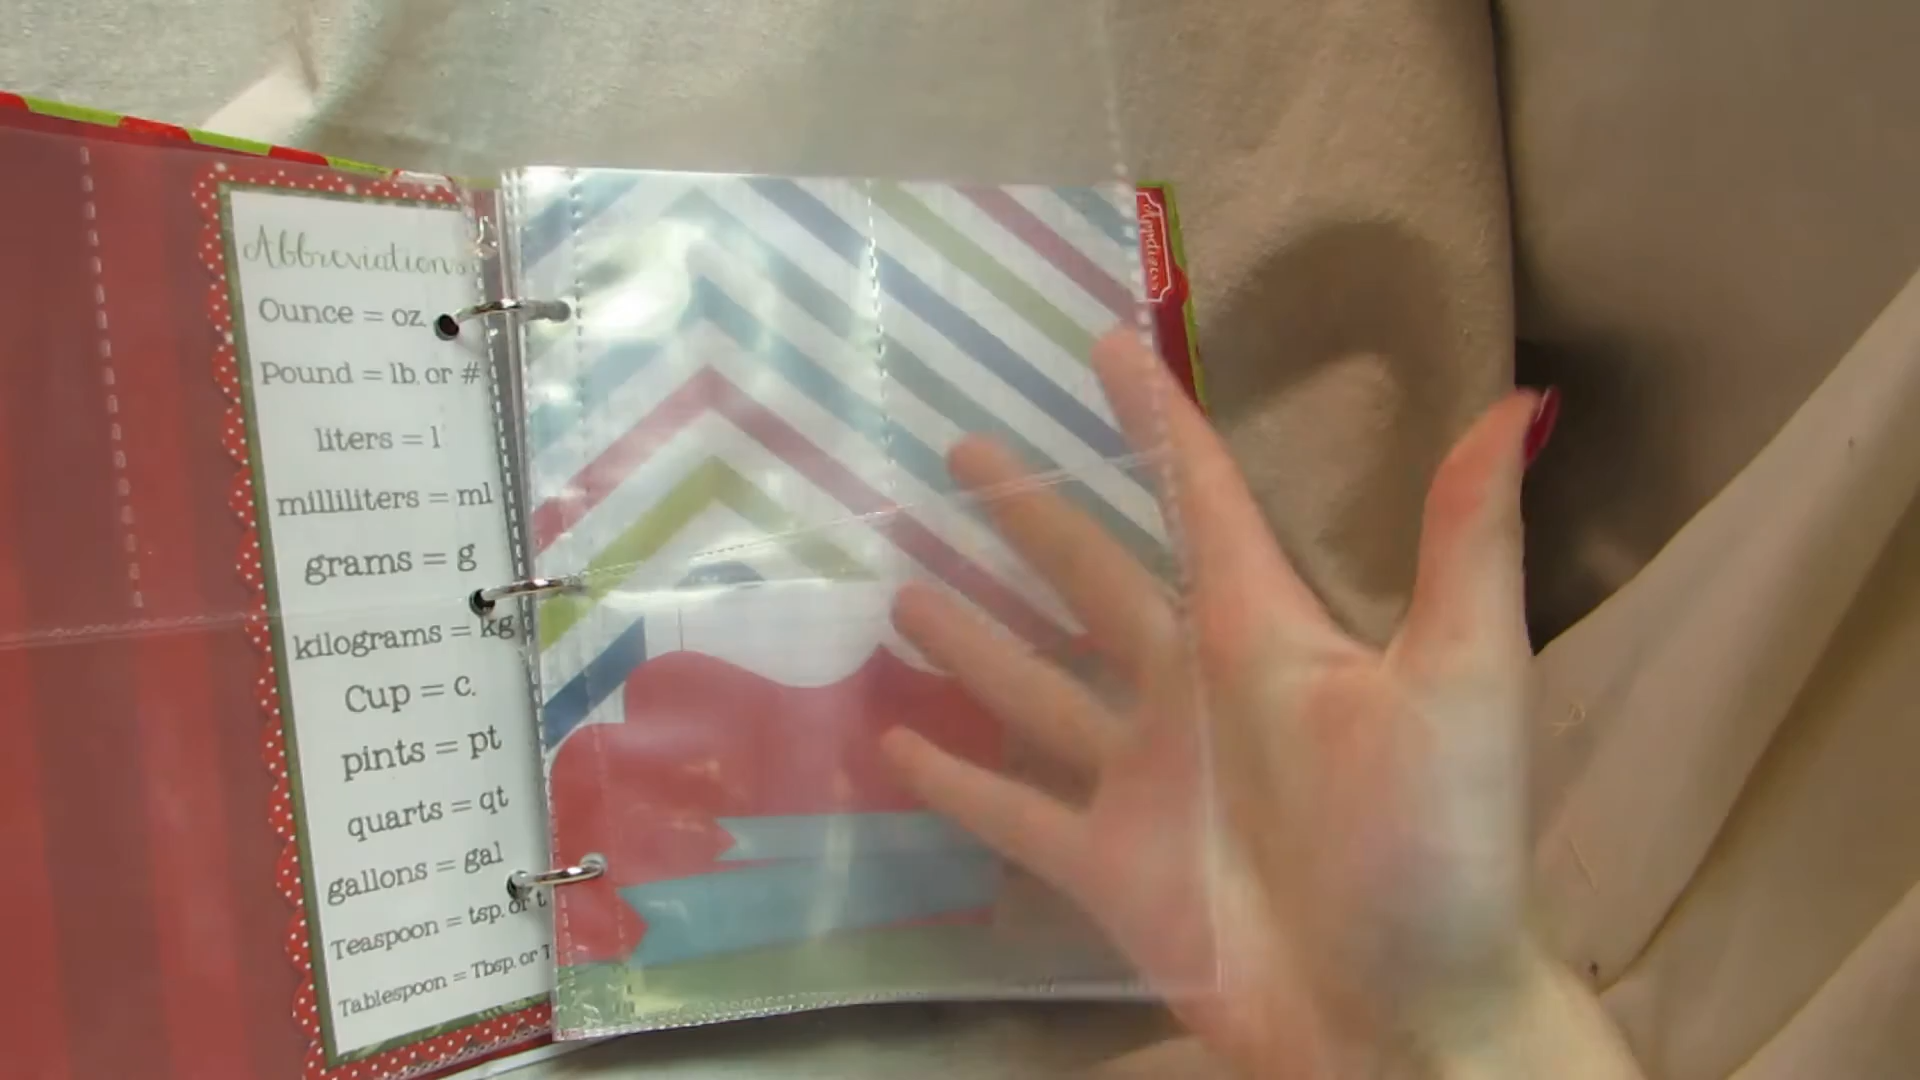 Abbreviations
Ounce = oz.
Pound = lb. or #
liters = l
milliliters = ml
grams = g
kilograms = kg
Cup = c.
pints = pt
quarts = qt
gallons = gal
Teaspoon = tsp. or t
Tablespoon = Tbsp. or T
Appetizers